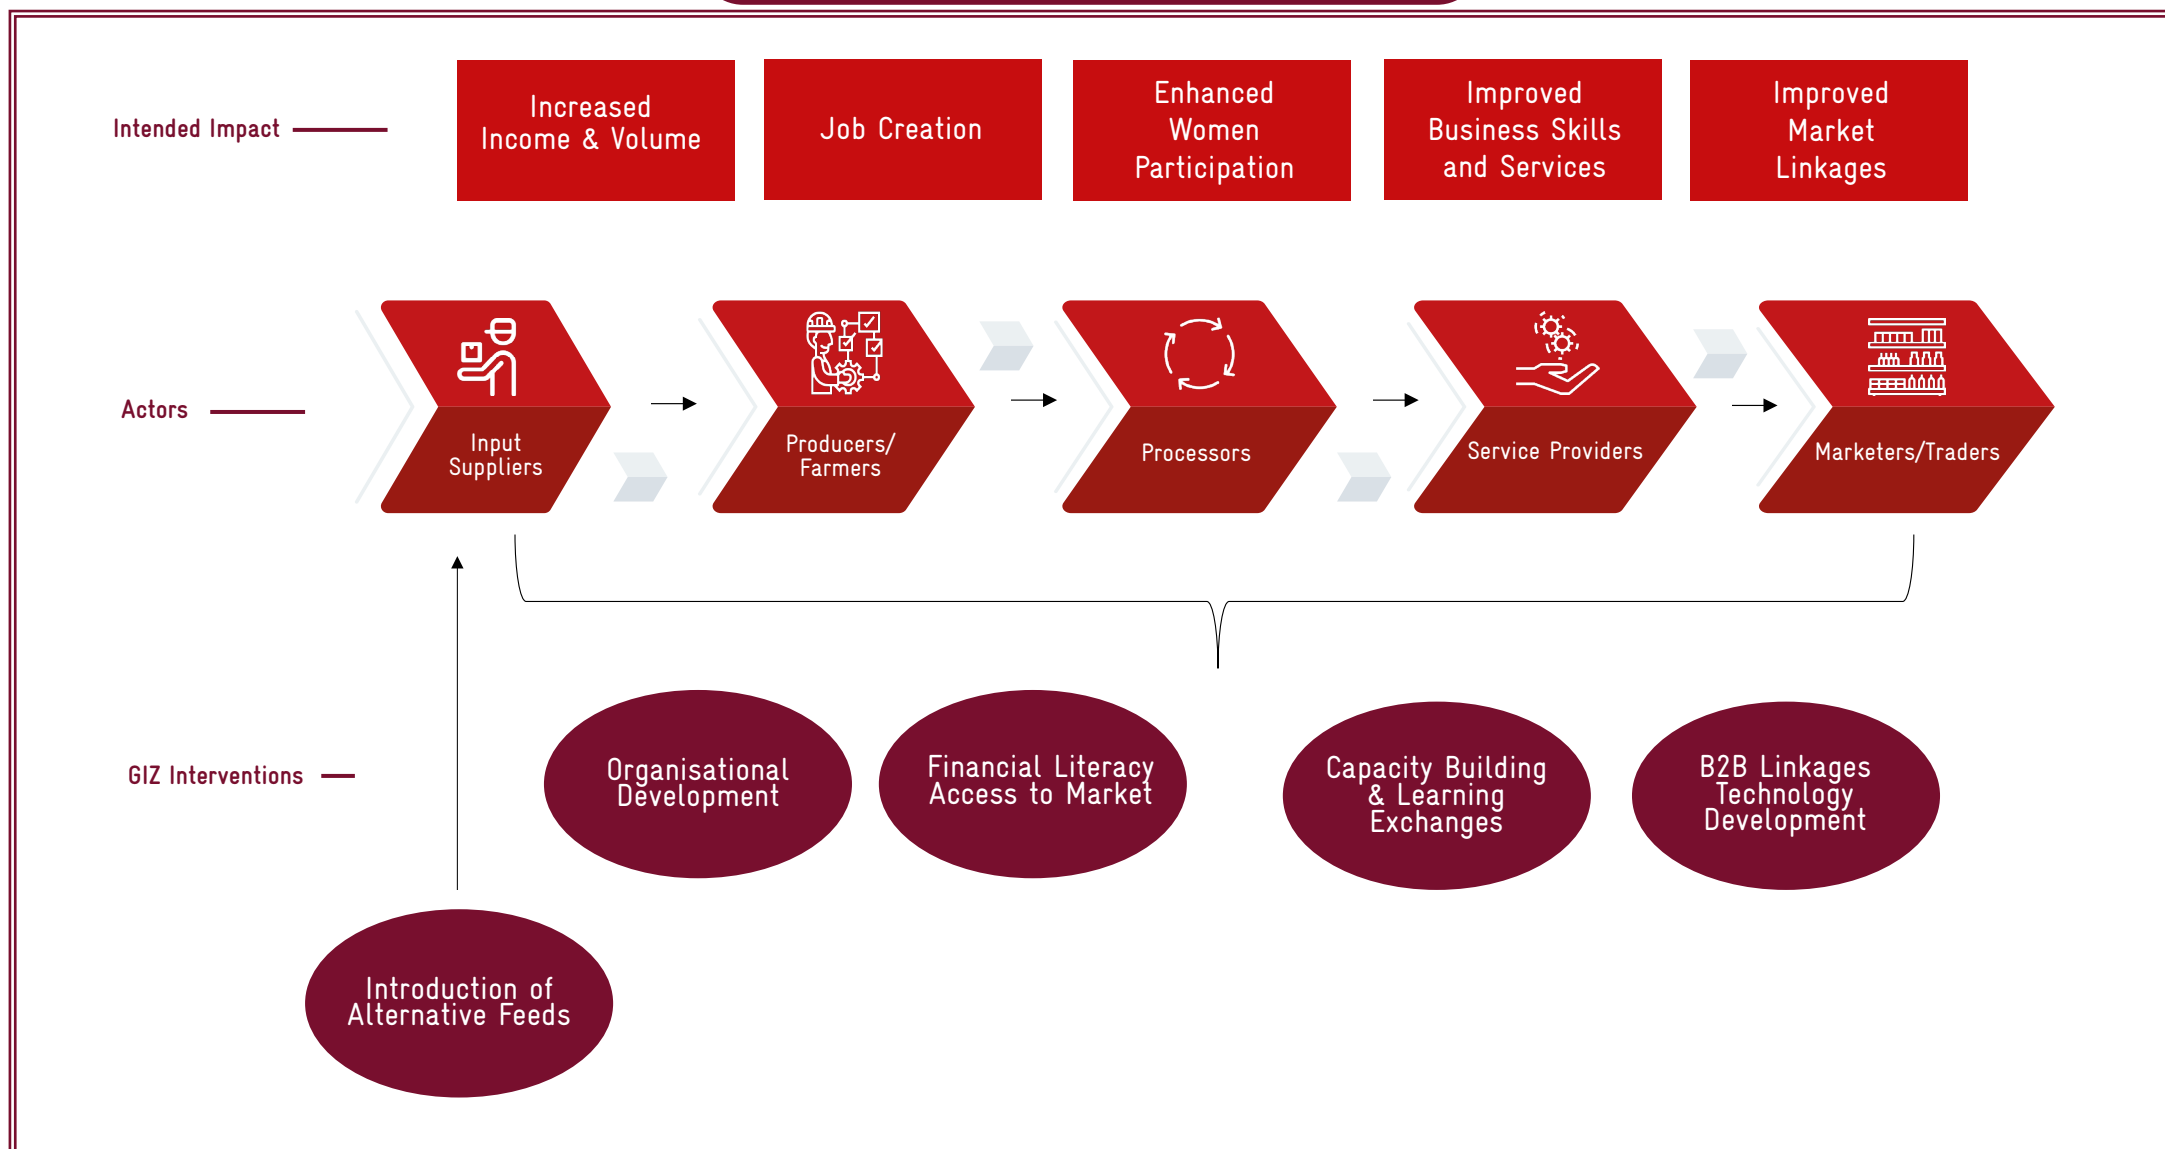 Intended Impact
Increased
Income & Volume
Job Creation
Enhanced
Women
Participation
Improved
Business Skills
and Services
Improved
Market
Linkages
Actors
Input
Suppliers
Producers/
Farmers
Processors
Service Providers
Marketers/Traders
GIZ Interventions
Organisational
Development
Financial Literacy
Access to Market
Capacity Building
& Learning
Exchanges
B2B Linkages
Technology
Development
Introduction of
Alternative Feeds